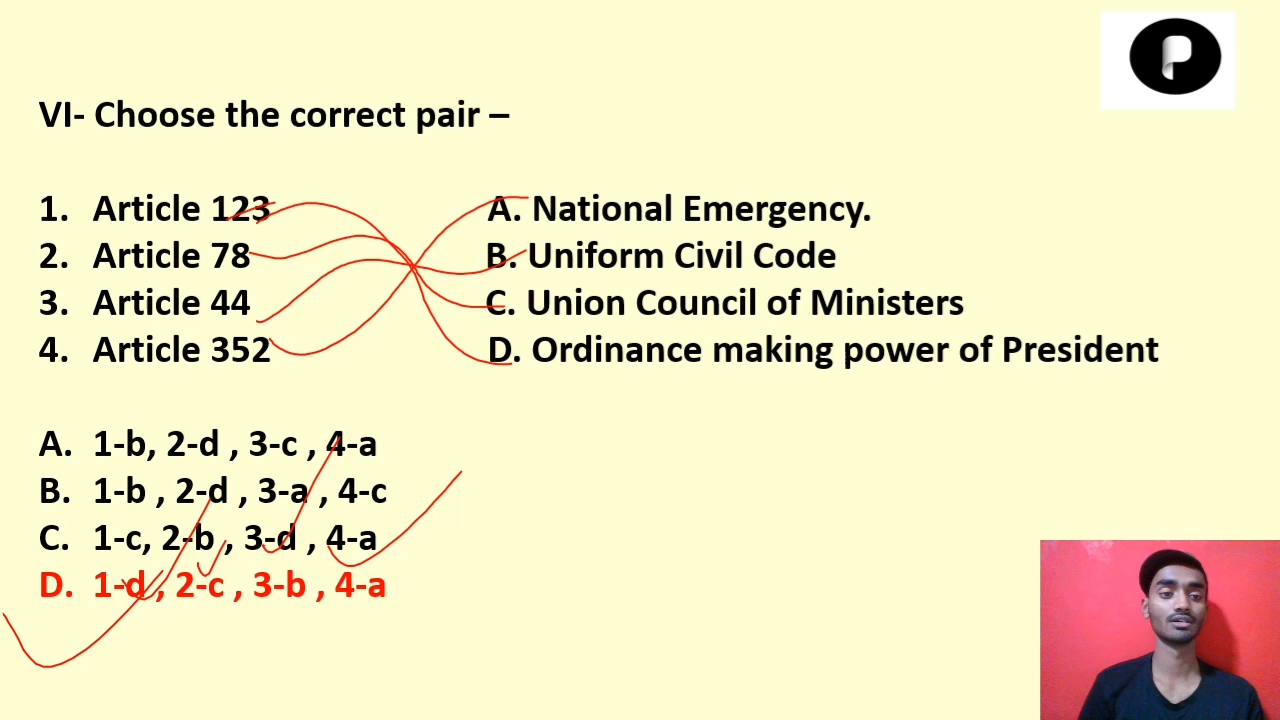 P
VI- Choose the correct pair –
1. Article 123 A. National Emergency.
2. Article 78 B. Uniform Civil Code
3. Article 44 C. Union Council of Ministers
4. Article 352 D. Ordinance making power of President
A. 1-b, 2-d , 3-c , 4-a
B. 1-b , 2-d , 3-a , 4-c
C. 1-c, 2-b , 3-d , 4-a
D. 1-d , 2-c , 3-b , 4-a